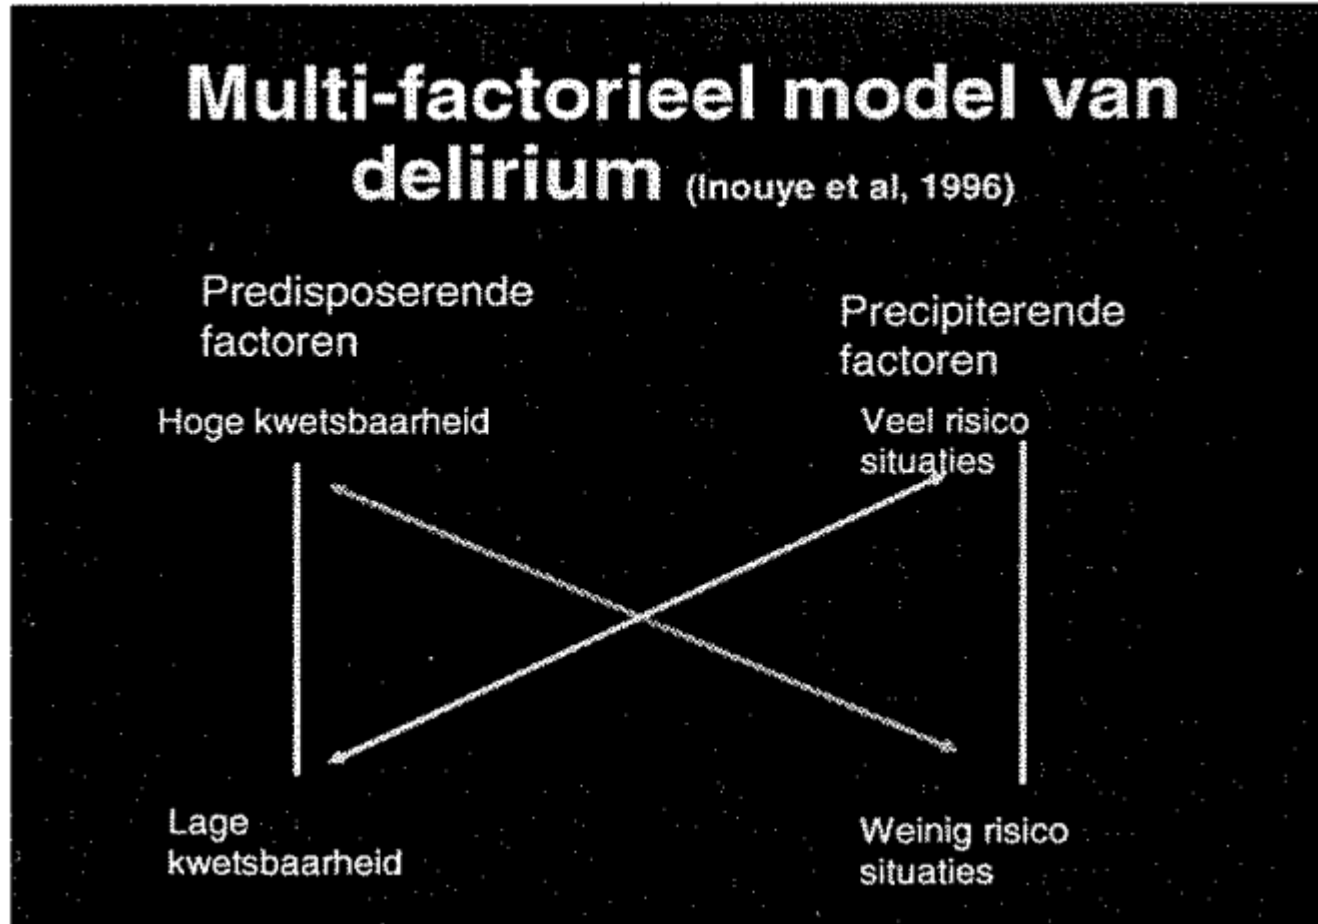 Multi-factorieel model van
delirium (Inouye et al, 1996)
Predisposerende
factoren
Precipiterende
factoren
Hoge kwetsbaarheid
Veel risico
situaties
Lage
kwetsbaarheid
Weinig risico
situaties